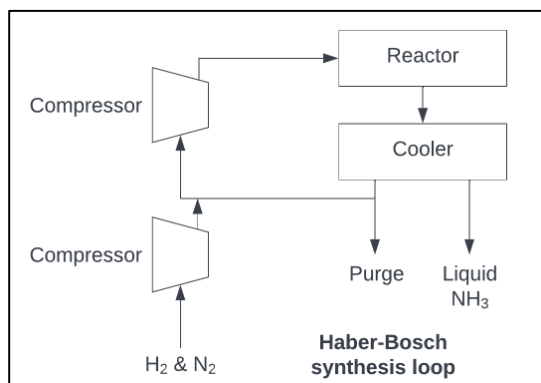 Reactor
Compressor
Cooler
Compressor
Purge
Liquid
NH₃
Haber-Bosch
synthesis loop
H₂ & N₂